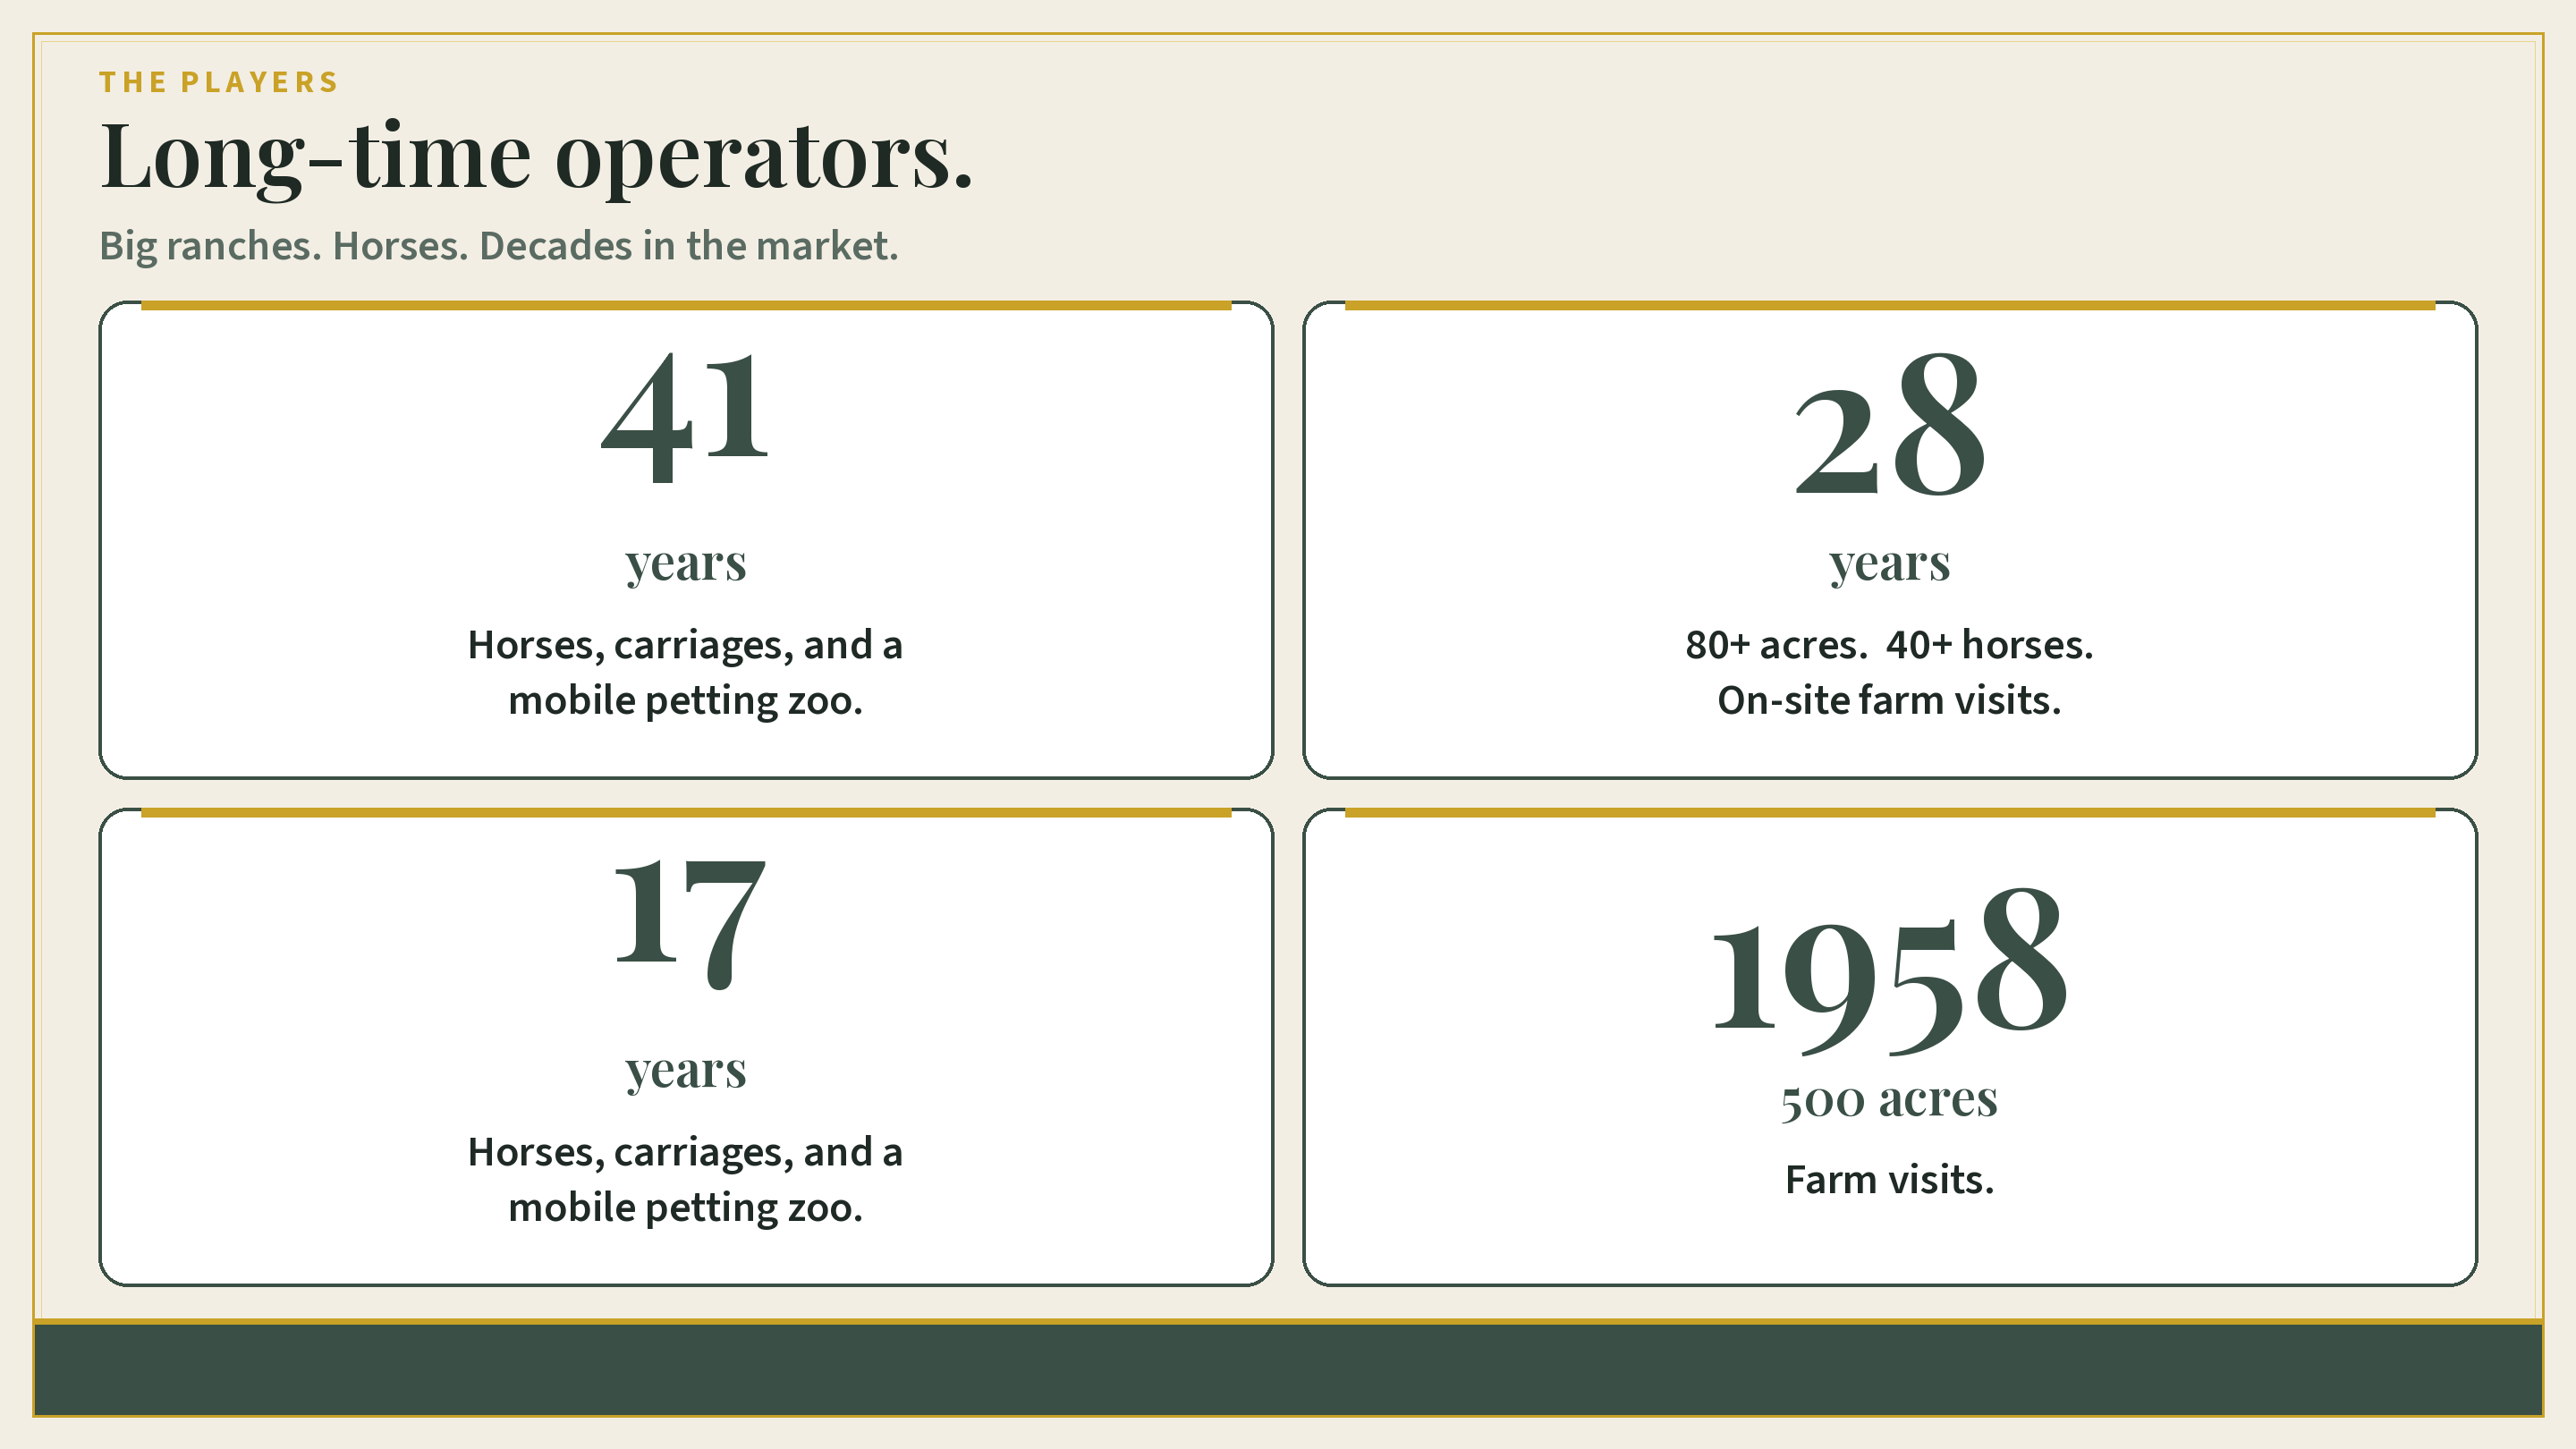 THE PLAYERS
Long-time operators.
Big ranches. Horses. Decades in the market.
41
years
Horses, carriages, and a
mobile petting zoo.
28
years
80+ acres.  40+ horses.
On-site farm visits.
17
years
Horses, carriages, and a
mobile petting zoo.
1958
500 acres
Farm visits.